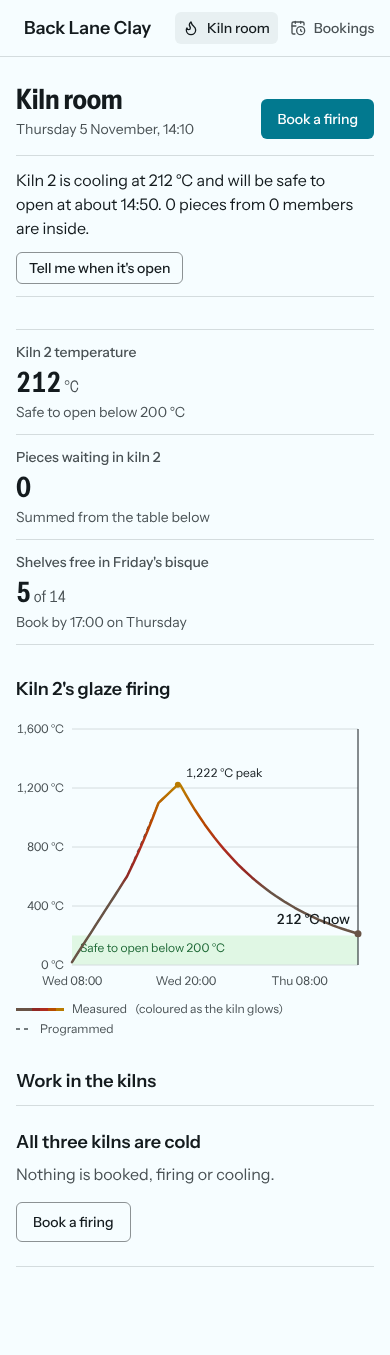 Back Lane Clay
Kiln room
Bookings
Kiln room
Thursday 5 November, 14:10
Book a firing
Kiln 2 is cooling at 212 °C and will be safe to
open at about 14:50. 0 pieces from 0 members
are inside.
Tell me when it's open
Kiln 2 temperature
212 °C
Safe to open below 200 °C
Pieces waiting in kiln 2
0
Summed from the table below
Shelves free in Friday's bisque
5 of 14
Book by 17:00 on Thursday
Kiln 2's glaze firing
1,600 °C
1,222 °C peak
1,200 °C
800 °C
400 °C
212 °C now
Safe to open below 200 °C
0 °C
Wed 08:00
Wed 20:00
Thu 08:00
Measured (coloured as the kiln glows)
Programmed
Work in the kilns
All three kilns are cold
Nothing is booked, firing or cooling.
Book a firing